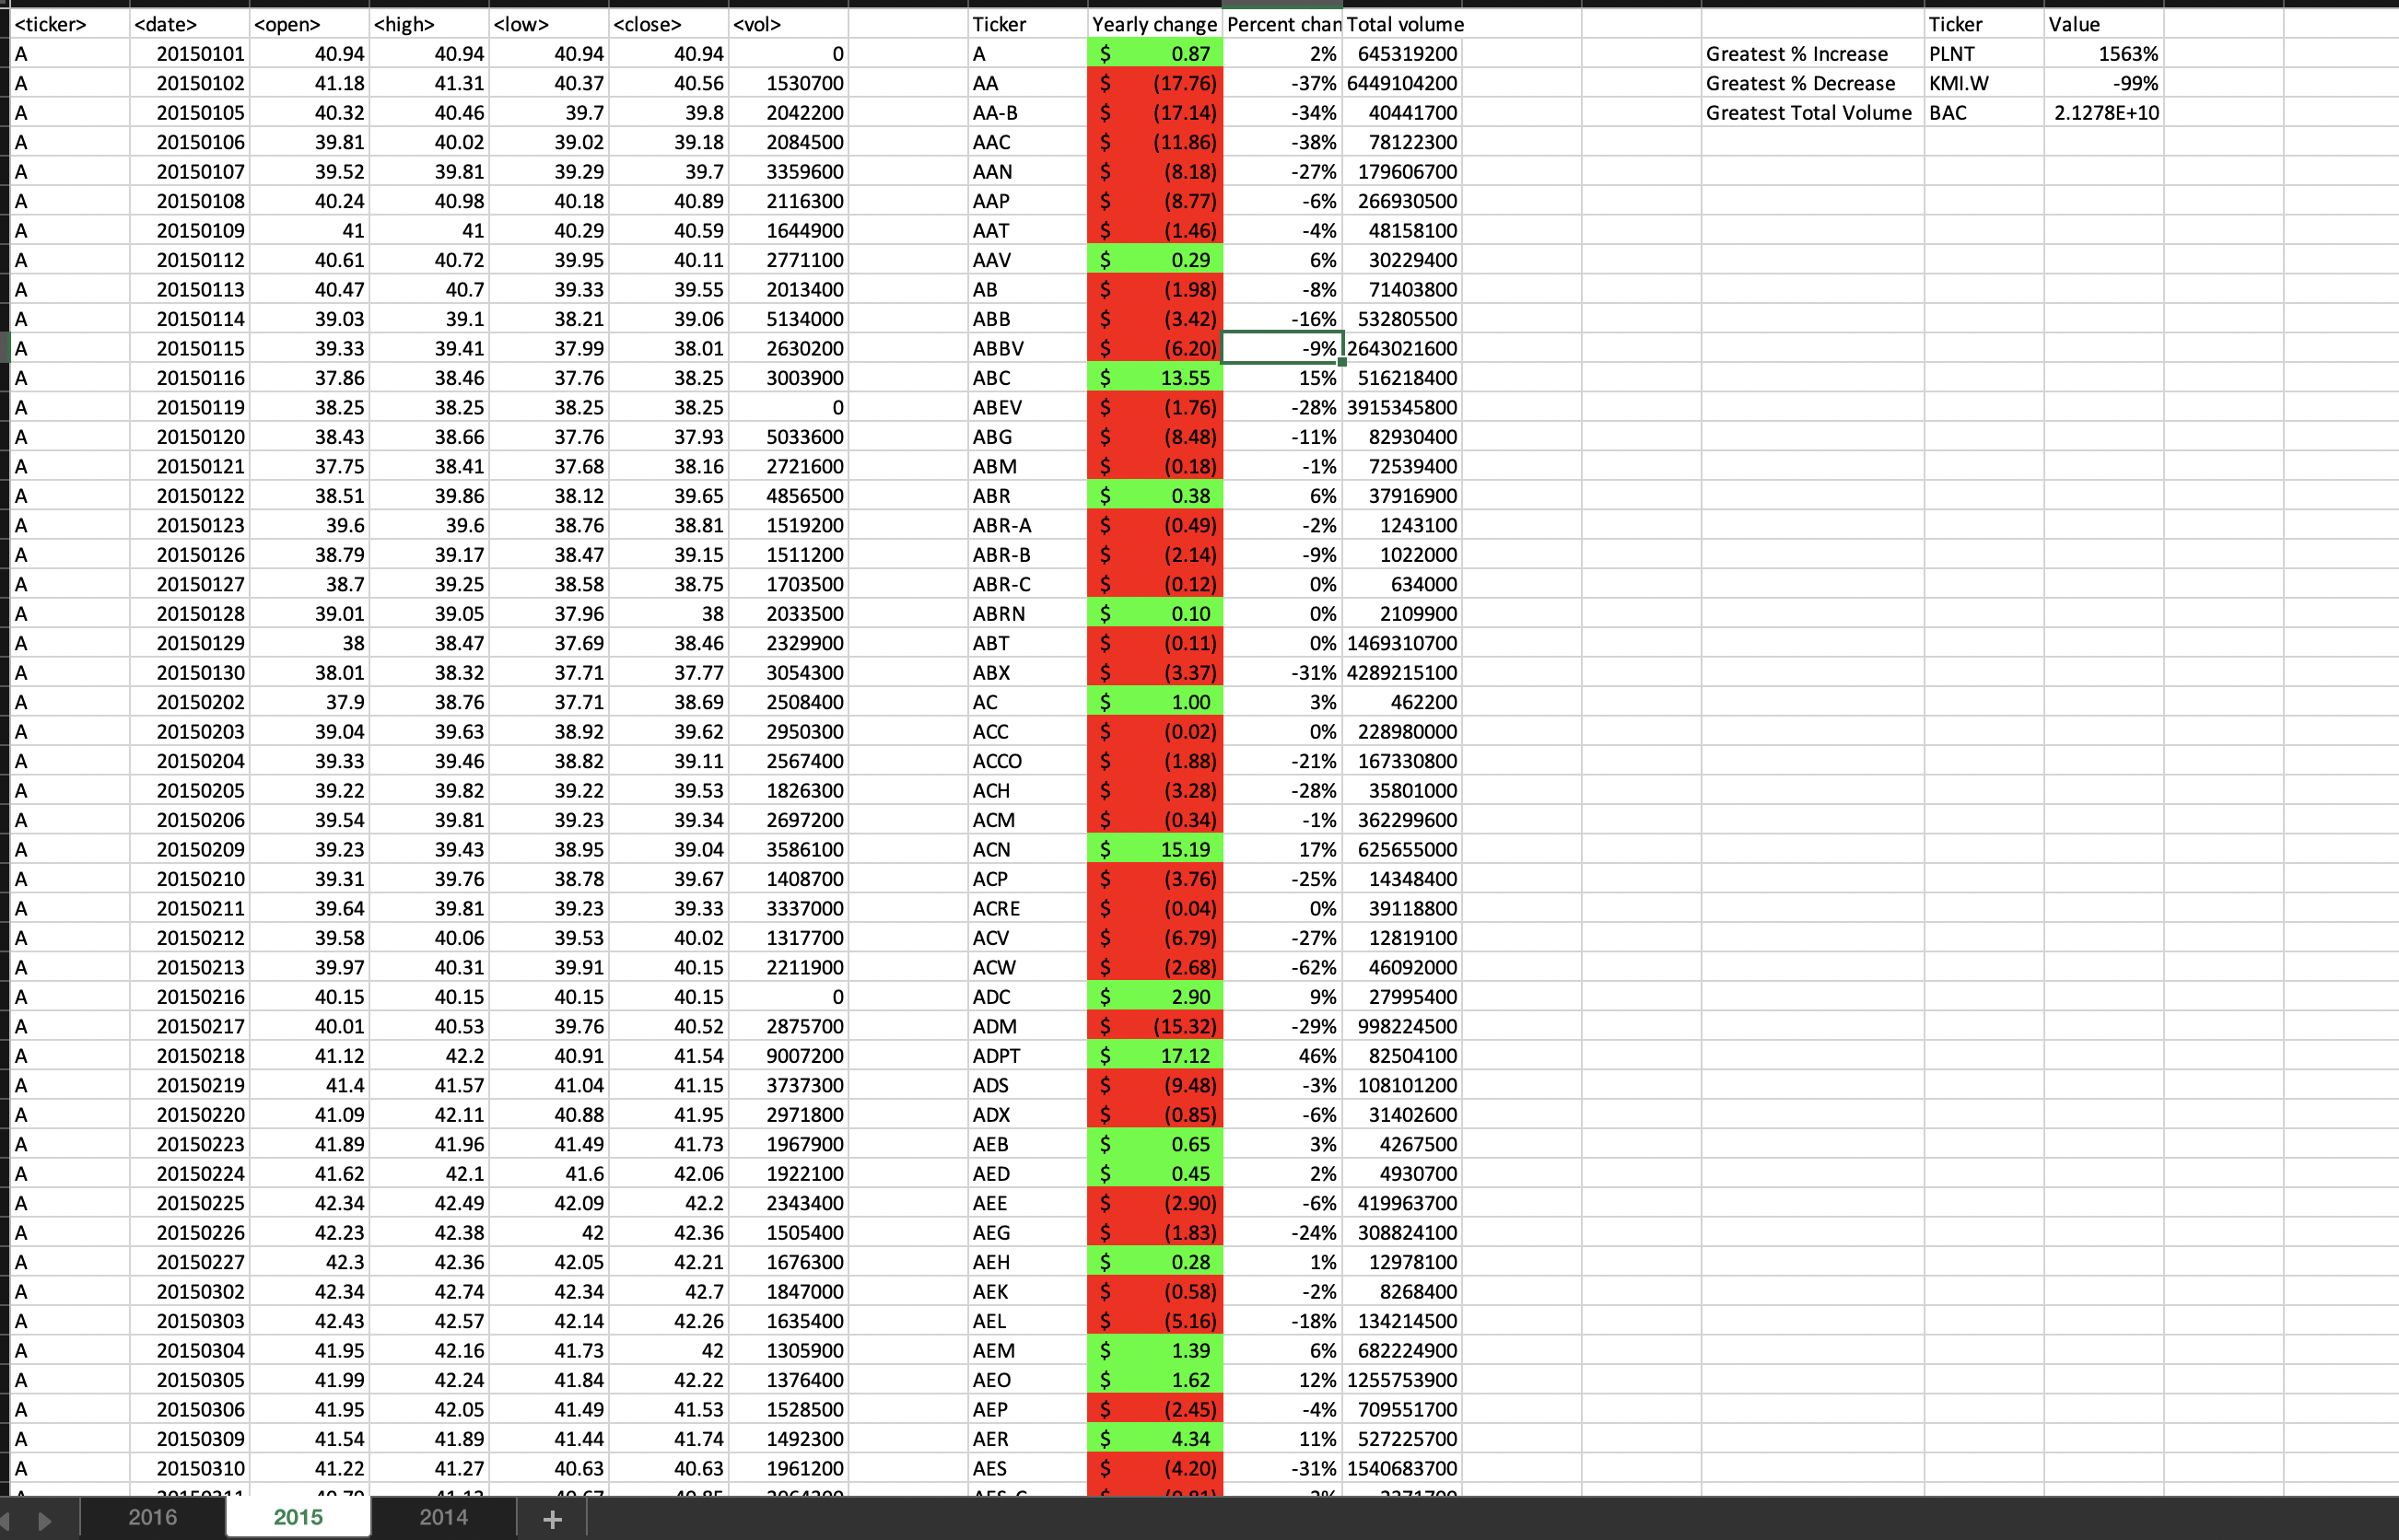 <ticker> <date> <open> <high> <low> <close> <vol> Ticker Yearly change Percent chan Total volume Ticker Value
A 20150101 40.94 40.94 40.94 40.94 0 A $ 0.87 2% 645319200 Greatest % Increase PLNT 1563%
A 20150102 41.18 41.31 40.37 40.56 1530700 AA $ (17.76) -37% 6449104200 Greatest % Decrease KMI.W -99%
A 20150105 40.32 40.46 39.7 39.8 2042200 AA-B $ (17.14) -34% 40441700 Greatest Total Volume BAC 2.1278E+10
A 20150106 39.81 40.02 39.02 39.18 2084500 AAC $ (11.86) -38% 78122300
A 20150107 39.52 39.81 39.29 39.7 3359600 AAN $ (8.18) -27% 179606700
A 20150108 40.24 40.98 40.18 40.89 2116300 AAP $ (8.77) -6% 266930500
A 20150109 41 41 40.29 40.59 1644900 AAT $ (1.46) -4% 48158100
A 20150112 40.61 40.72 39.95 40.11 2771100 AAV $ 0.29 6% 30229400
A 20150113 40.47 40.7 39.33 39.55 2013400 AB $ (1.98) -8% 71403800
A 20150114 39.03 39.1 38.21 39.06 5134000 ABB $ (3.42) -16% 532805500
A 20150115 39.33 39.41 37.99 38.01 2630200 ABBV $ (6.20) -9% 2643021600
A 20150116 37.86 38.46 37.76 38.25 3003900 ABC $ 13.55 15% 516218400
A 20150119 38.25 38.25 38.25 38.25 0 ABEV $ (1.76) -28% 3915345800
A 20150120 38.43 38.66 37.76 37.93 5033600 ABG $ (8.48) -11% 82930400
A 20150121 37.75 38.41 37.68 38.16 2721600 ABM $ (0.18) -1% 72539400
A 20150122 38.51 39.86 38.12 39.65 4856500 ABR $ 0.38 6% 37916900
A 20150123 39.6 39.6 38.76 38.81 1519200 ABR-A $ (0.49) -2% 1243100
A 20150126 38.79 39.17 38.47 39.15 1511200 ABR-B $ (2.14) -9% 1022000
A 20150127 38.7 39.25 38.58 38.75 1703500 ABR-C $ (0.12) 0% 634000
A 20150128 39.01 39.05 37.96 38 2033500 ABRN $ 0.10 0% 2109900
A 20150129 38 38.47 37.69 38.46 2329900 ABT $ (0.11) 0% 1469310700
A 20150130 38.01 38.32 37.71 37.77 3054300 ABX $ (3.37) -31% 4289215100
A 20150202 37.9 38.76 37.71 38.69 2508400 AC $ 1.00 3% 462200
A 20150203 39.04 39.63 38.92 39.62 2950300 ACC $ (0.02) 0% 228980000
A 20150204 39.33 39.46 38.82 39.11 2567400 ACCO $ (1.88) -21% 167330800
A 20150205 39.22 39.82 39.22 39.53 1826300 ACH $ (3.28) -28% 35801000
A 20150206 39.54 39.81 39.23 39.34 2697200 ACM $ (0.34) -1% 362299600
A 20150209 39.23 39.43 38.95 39.04 3586100 ACN $ 15.19 17% 625655000
A 20150210 39.31 39.76 38.78 39.67 1408700 ACP $ (3.76) -25% 14348400
A 20150211 39.64 39.81 39.23 39.33 3337000 ACRE $ (0.04) 0% 39118800
A 20150212 39.58 40.06 39.53 40.02 1317700 ACV $ (6.79) -27% 12819100
A 20150213 39.97 40.31 39.91 40.15 2211900 ACW $ (2.68) -62% 46092000
A 20150216 40.15 40.15 40.15 40.15 0 ADC $ 2.90 9% 27995400
A 20150217 40.01 40.53 39.76 40.52 2875700 ADM $ (15.32) -29% 998224500
A 20150218 41.12 42.2 40.91 41.54 9007200 ADPT $ 17.12 46% 82504100
A 20150219 41.4 41.57 41.04 41.15 3737300 ADS $ (9.48) -3% 108101200
A 20150220 41.09 42.11 40.88 41.95 2971800 ADX $ (0.85) -6% 31402600
A 20150223 41.89 41.96 41.49 41.73 1967900 AEB $ 0.65 3% 4267500
A 20150224 41.62 42.1 41.6 42.06 1922100 AED $ 0.45 2% 4930700
A 20150225 42.34 42.49 42.09 42.2 2343400 AEE $ (2.90) -6% 419963700
A 20150226 42.23 42.38 42 42.36 1505400 AEG $ (1.83) -24% 308824100
A 20150227 42.3 42.36 42.05 42.21 1676300 AEH $ 0.28 1% 12978100
A 20150302 42.34 42.74 42.34 42.7 1847000 AEK $ (0.58) -2% 8268400
A 20150303 42.43 42.57 42.14 42.26 1635400 AEL $ (5.16) -18% 134214500
A 20150304 41.95 42.16 41.73 42 1305900 AEM $ 1.39 6% 682224900
A 20150305 41.99 42.24 41.84 42.22 1376400 AEO $ 1.62 12% 1255753900
A 20150306 41.95 42.05 41.49 41.53 1528500 AEP $ (2.45) -4% 709551700
A 20150309 41.54 41.89 41.44 41.74 1492300 AER $ 4.34 11% 527225700
A 20150310 41.22 41.27 40.63 40.63 1961200 AES $ (4.20) -31% 1540683700
2016 2015 2014 +